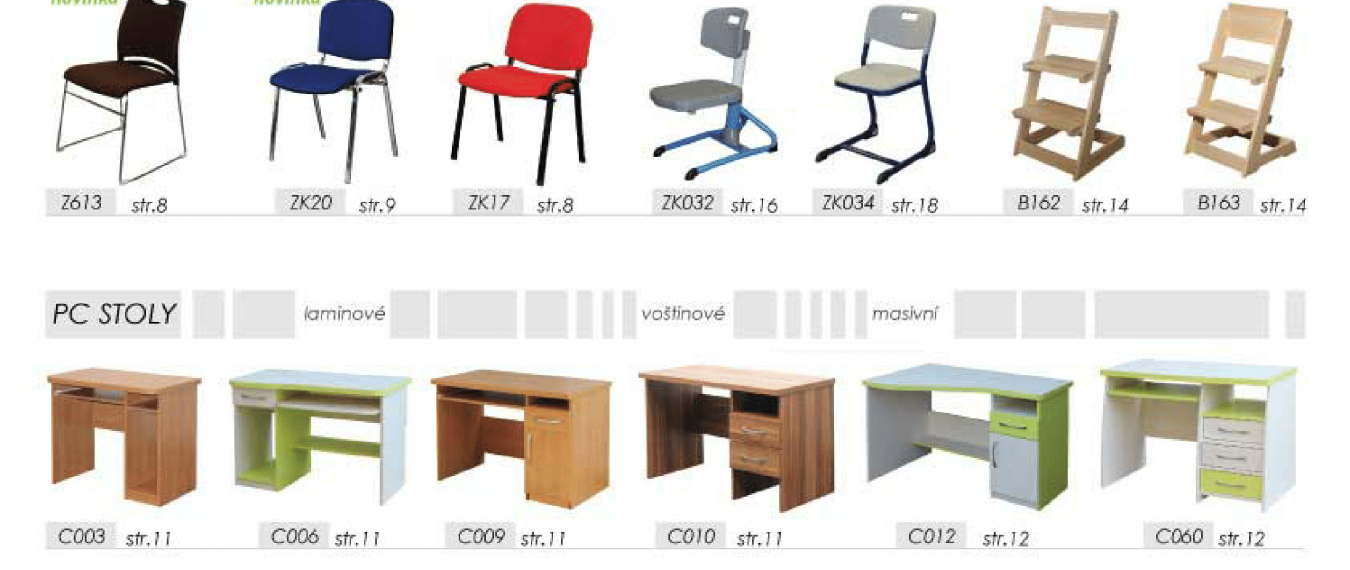 novinka novinka
Z613 str.8 ZK20 str.9 ZK17 str.8 ZK032 str.16 ZK034 str.18 B162 str.14 B163 str.14
PC STOLY laminové voštinové masivní
C003 str.11 C006 str.11 C009 str.11 C010 str.11 C012 str.12 C060 str.12